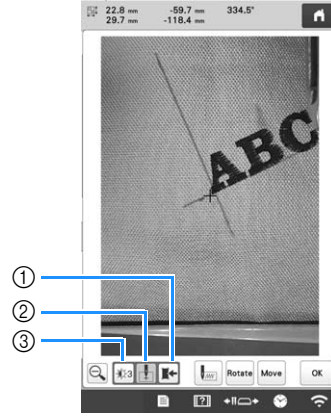 22.8 mm -59.7 mm 334.5°
29.7 mm -118.4 mm
ABC
①
②
③
3
Rotate Move OK
?